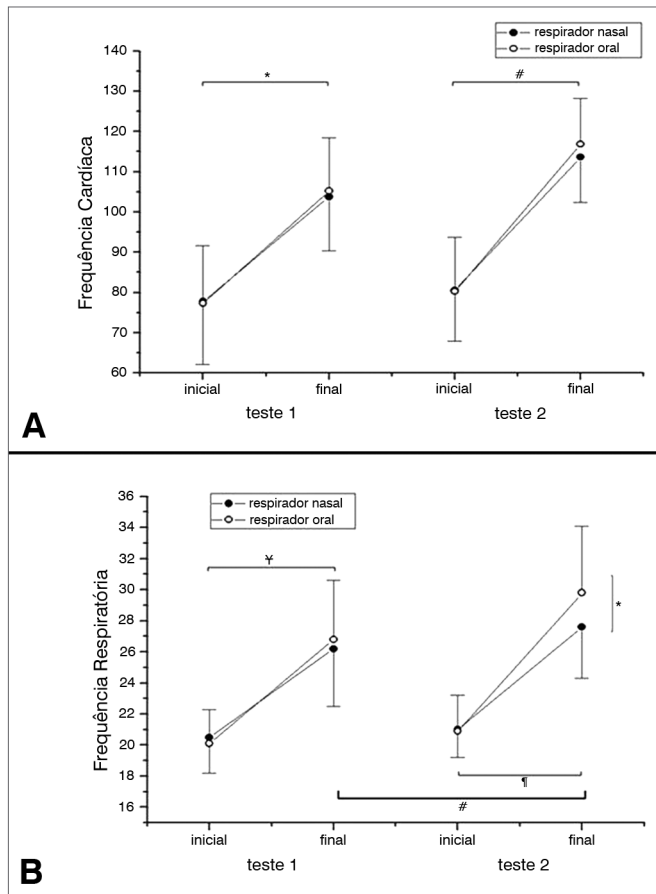 respirador nasal
respirador oral
Frequência Cardíaca
140
130
120
110
100
90
80
70
60
*
#
inicial
final
inicial
final
teste 1
teste 2
A
respirador nasal
respirador oral
Frequência Respiratória
36
34
32
30
28
26
24
22
20
18
16
¥
*
¶
#
inicial
final
inicial
final
teste 1
teste 2
B